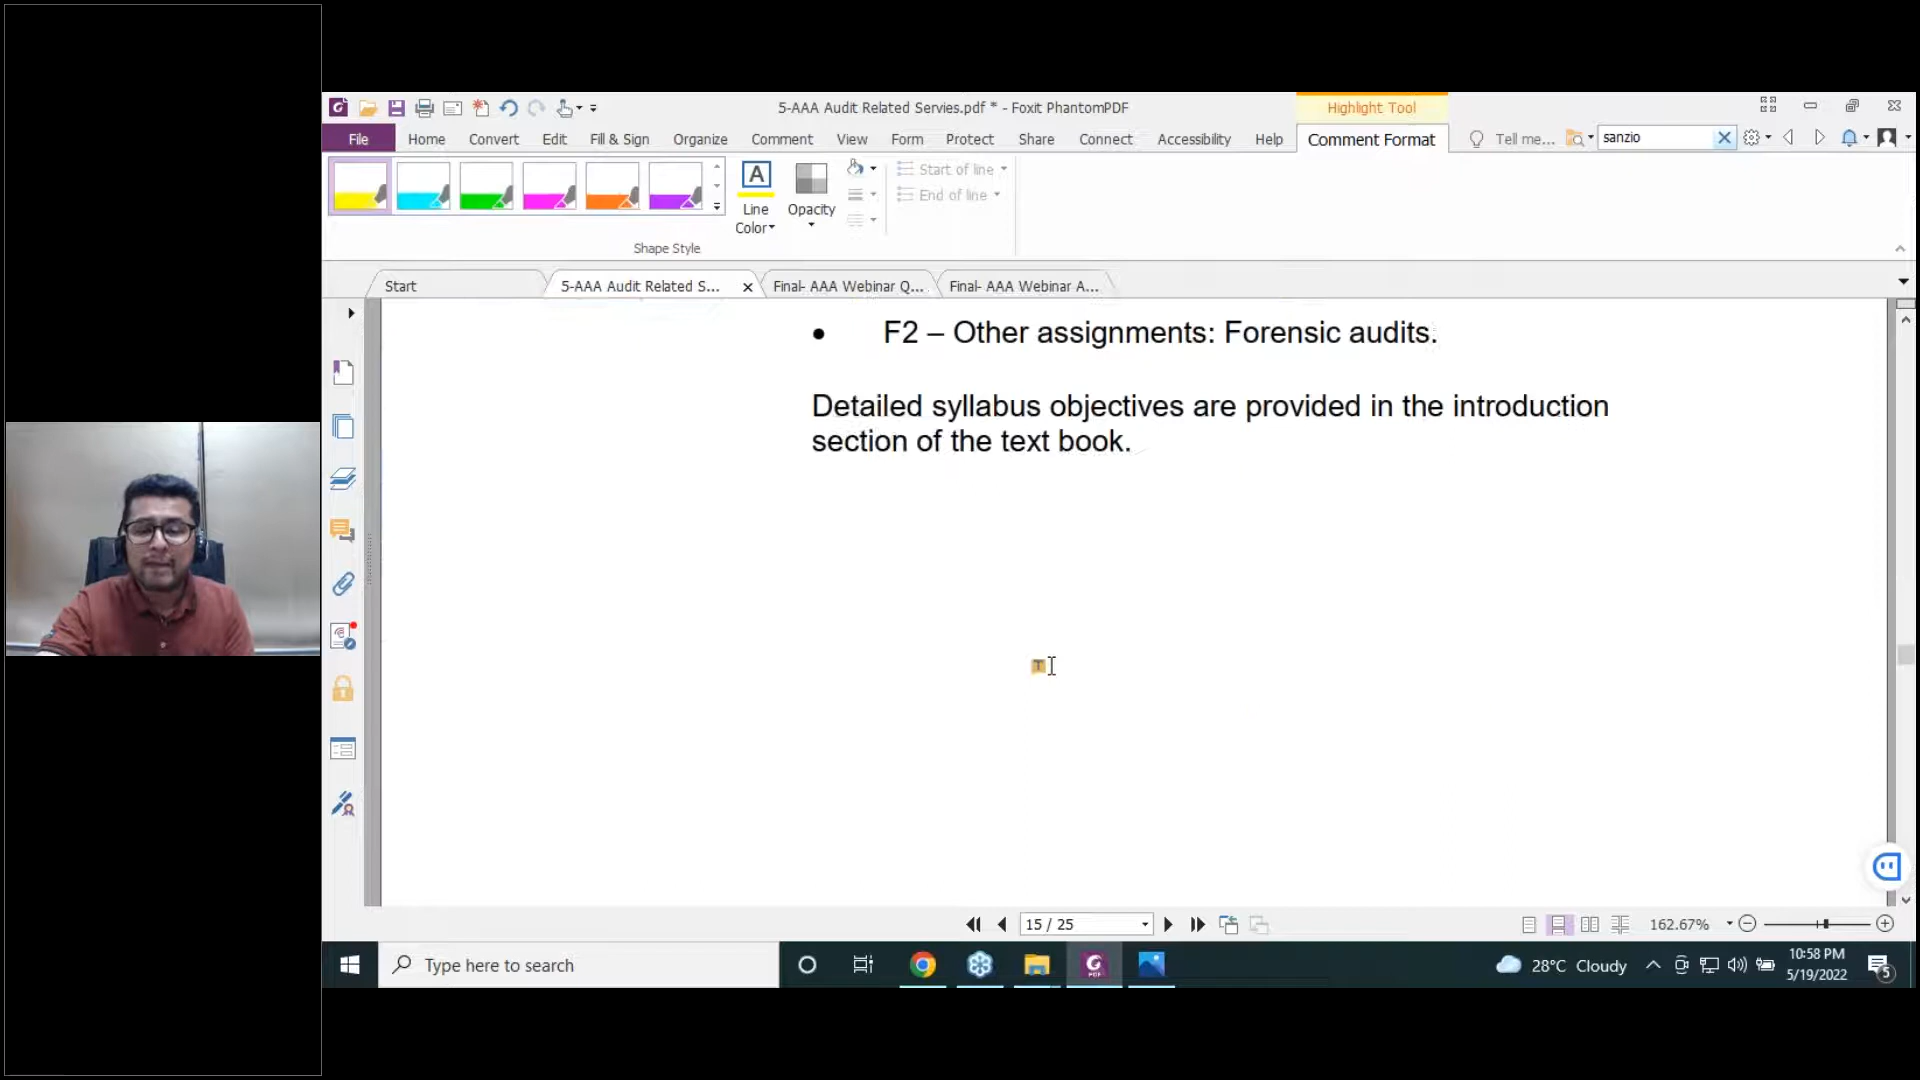 5-AAA Audit Related Servies.pdf * - Foxit PhantomPDF
Highlight Tool
File
Home
Convert
Edit
Fill & Sign
Organize
Comment
View
Form
Protect
Share
Connect
Accessibility
Help
Comment Format
Tell me...
sanzio
A
Line
Color
Opacity
Start of line
End of line
Shape Style
Start
5-AAA Audit Related S...
Final- AAA Webinar Q...
Final- AAA Webinar A...
• F2 – Other assignments: Forensic audits.
Detailed syllabus objectives are provided in the introduction
section of the text book.
15 / 25
162.67%
Type here to search
28°C Cloudy
10:58 PM
5/19/2022
5